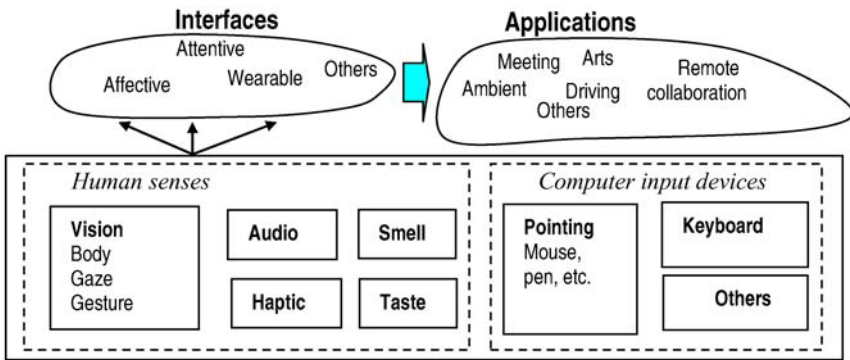 Interfaces
Applications
Attentive
Affective
Wearable
Others
Meeting
Arts
Remote
collaboration
Ambient
Driving
Others
Human senses
Computer input devices
Vision
Body
Gaze
Gesture
Audio
Smell
Haptic
Taste
Pointing
Mouse,
pen, etc.
Keyboard
Others